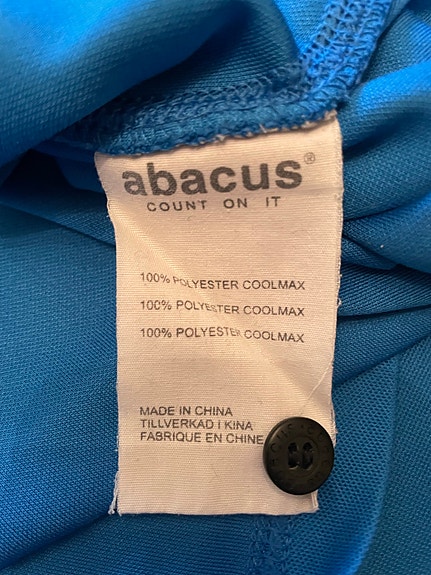 abacus®
COUNT ON IT
100% POLYESTER COOLMAX
100% POLYESTER COOLMAX
100% POLYESTER COOLMAX
MADE IN CHINA
TILLVERKAD I KINA
FABRIQUE EN CHINE